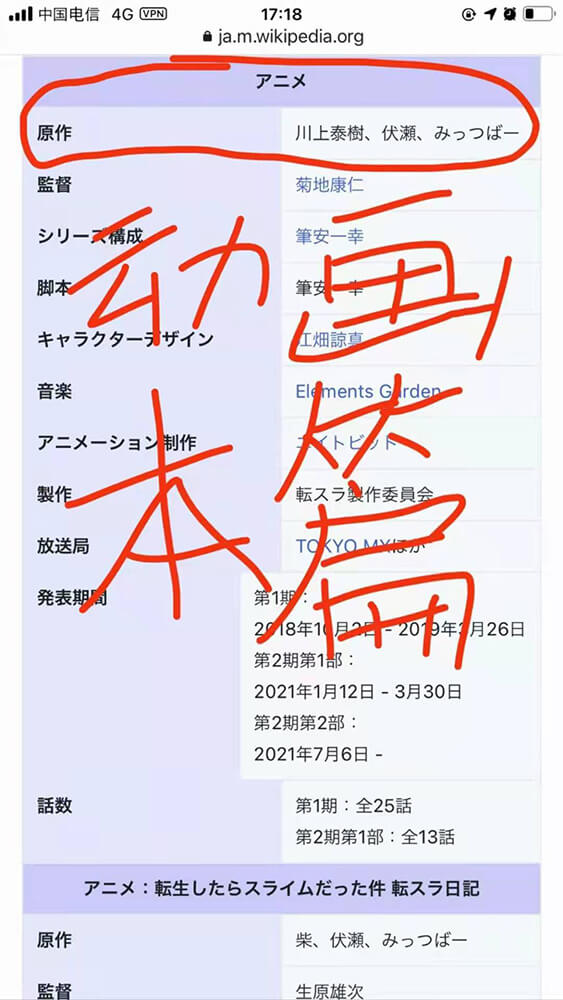 中国电信 4G VPN 17:18
ja.m.wikipedia.org
アニメ
原作 川上泰樹、伏瀬、みっつばー
監督 菊地康仁
シリーズ構成 筆安一幸
脚本 筆安一幸
キャラクターデザイン 江畑諒真
音楽 Elements Garden
アニメーション制作 エイトビット
製作 転スラ製作委員会
放送局 TOKYO MXほか
発表期間 第1期：
2018年10月2日 - 2019年3月26日
第2期第1部：
2021年1月12日 - 3月30日
第2期第2部：
2021年7月6日 -
話数 第1期：全25話
第2期第1部：全13話
アニメ：転生したらスライムだった件 転スラ日記
原作 柴、伏瀬、みっつばー
監督 生原雄次
动画
本篇